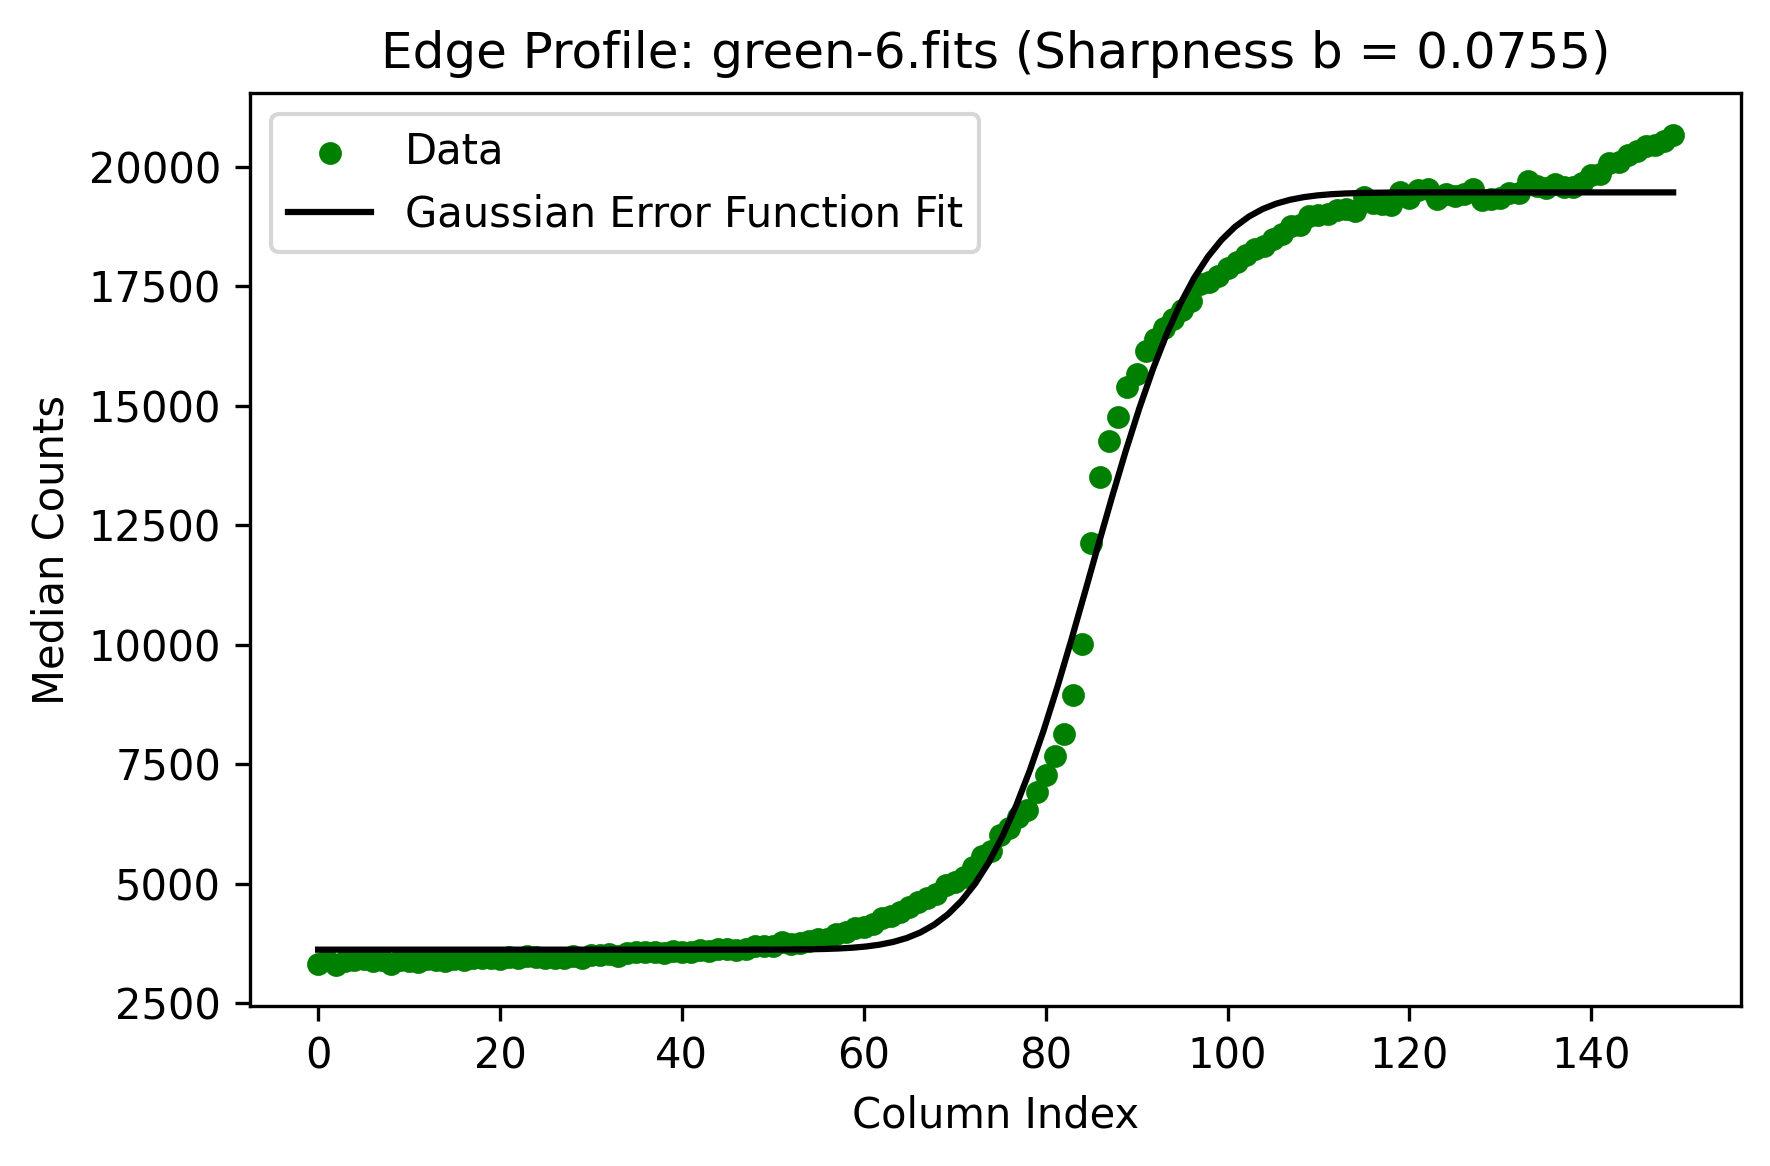 Edge Profile: green-6.fits (Sharpness b = 0.0755)
Data
Gaussian Error Function Fit
20000
17500
15000
12500
10000
7500
5000
2500
Median Counts
0 20 40 60 80 100 120 140
Column Index